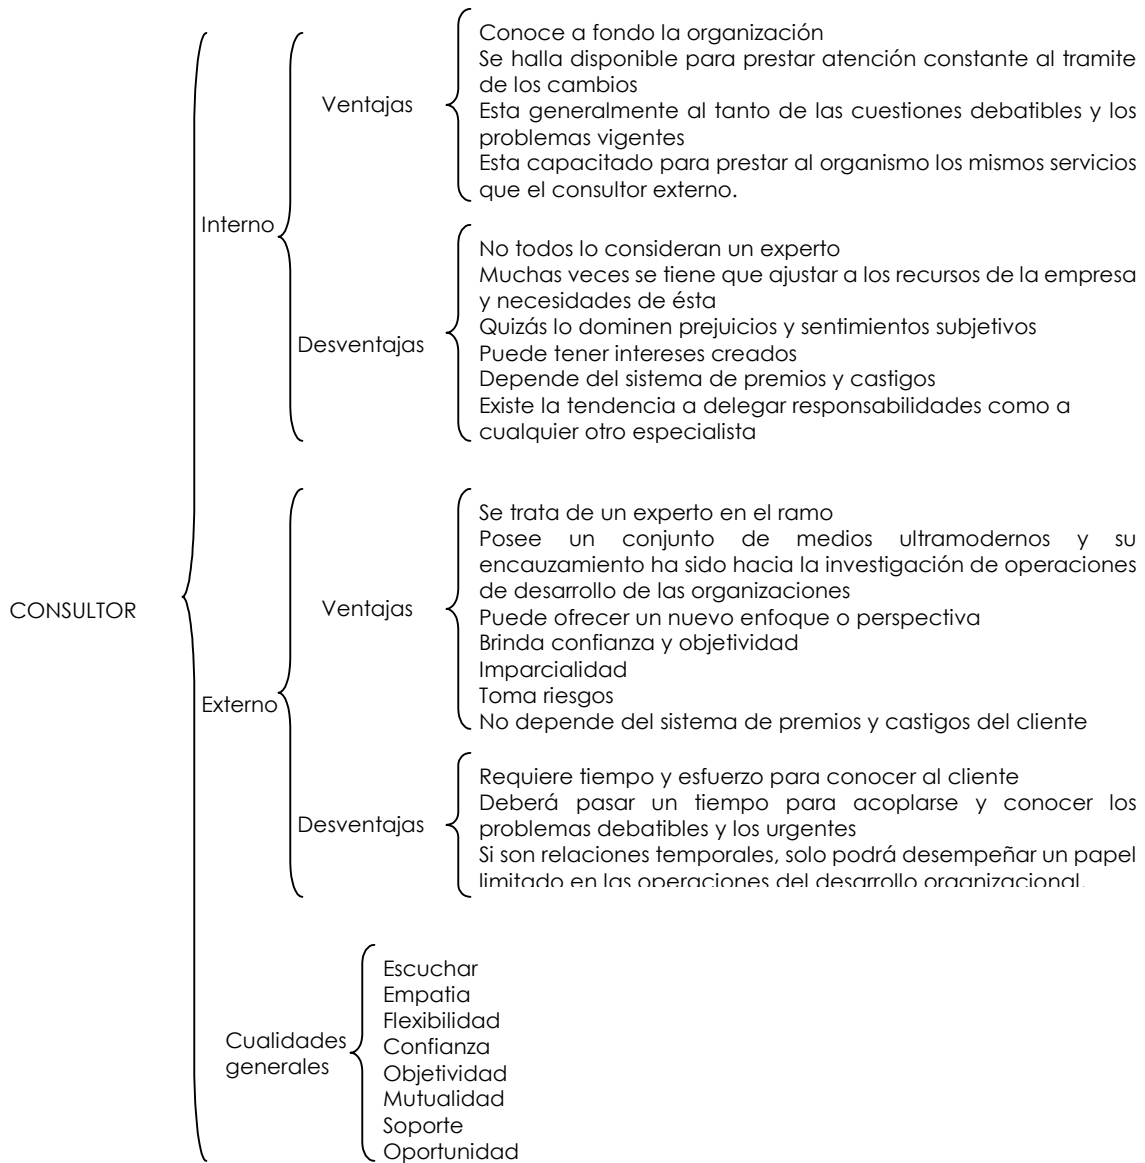 CONSULTOR
Interno
Ventajas
Conoce a fondo la organización
Se halla disponible para prestar atención constante al tramite
de los cambios
Esta generalmente al tanto de las cuestiones debatibles y los
problemas vigentes
Esta capacitado para prestar al organismo los mismos servicios
que el consultor externo.
Desventajas
No todos lo consideran un experto
Muchas veces se tiene que ajustar a los recursos de la empresa
y necesidades de ésta
Quizás lo dominen prejuicios y sentimientos subjetivos
Puede tener intereses creados
Depende del sistema de premios y castigos
Existe la tendencia a delegar responsabilidades como a
cualquier otro especialista
Externo
Ventajas
Se trata de un experto en el ramo
Posee un conjunto de medios ultramodernos y su
encauzamiento ha sido hacia la investigación de operaciones
de desarrollo de las organizaciones
Puede ofrecer un nuevo enfoque o perspectiva
Brinda confianza y objetividad
Imparcialidad
Toma riesgos
No depende del sistema de premios y castigos del cliente
Desventajas
Requiere tiempo y esfuerzo para conocer al cliente
Deberá pasar un tiempo para acoplarse y conocer los
problemas debatibles y los urgentes
Si son relaciones temporales, solo podrá desempeñar un papel
limitado en las operaciones del desarrollo organizacional.
Cualidades
generales
Escuchar
Empatia
Flexibilidad
Confianza
Objetividad
Mutualidad
Soporte
Oportunidad